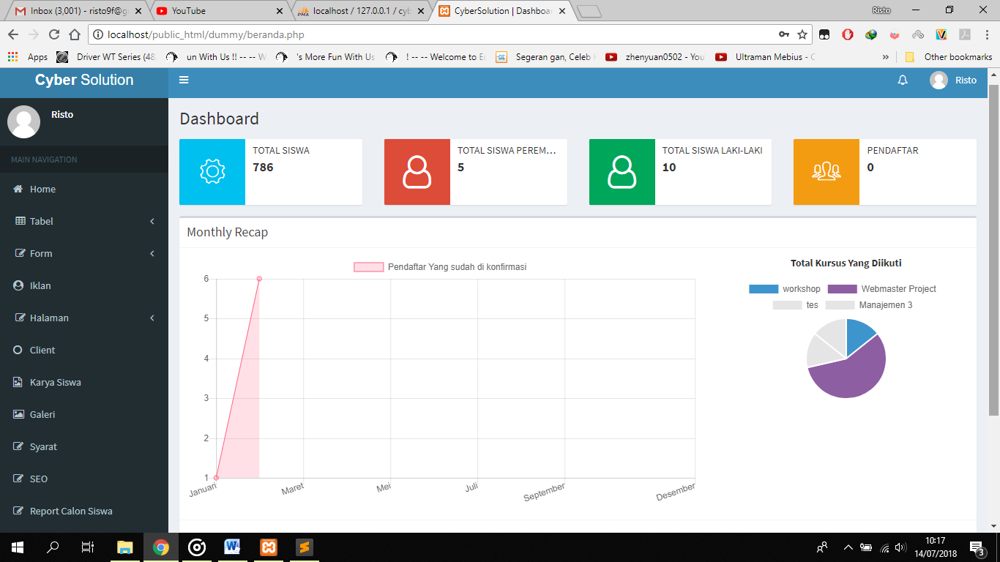 Inbox (3,001) - risto9f@g
YouTube
localhost / 127.0.0.1 / cyb
CyberSolution | Dashboar
Risto
localhost/public_html/dummy/beranda.php
Apps
Driver WT Series (48
un With Us !! -- -- W
's More Fun With Us
! -- -- Welcome to Ec
Segeran gan, Celeb
zhenyuan0502 - You
Ultraman Mebius - C
»
Other bookmarks
Cyber Solution
Risto
Risto
MAIN NAVIGATION
Home
Tabel
Form
Iklan
Halaman
Client
Karya Siswa
Galeri
Syarat
SEO
Report Calon Siswa
Dashboard
TOTAL SISWA
786
TOTAL SISWA PEREM...
5
TOTAL SISWA LAKI-LAKI
10
PENDAFTAR
0
Monthly Recap
Pendaftar Yang sudah di konfirmasi
6
5
4
3
2
1
Januari
Maret
Mei
Juli
September
Desember
Total Kursus Yang Diikuti
workshop
Webmaster Project
tes
Manajemen 3
10:17
14/07/2018
3